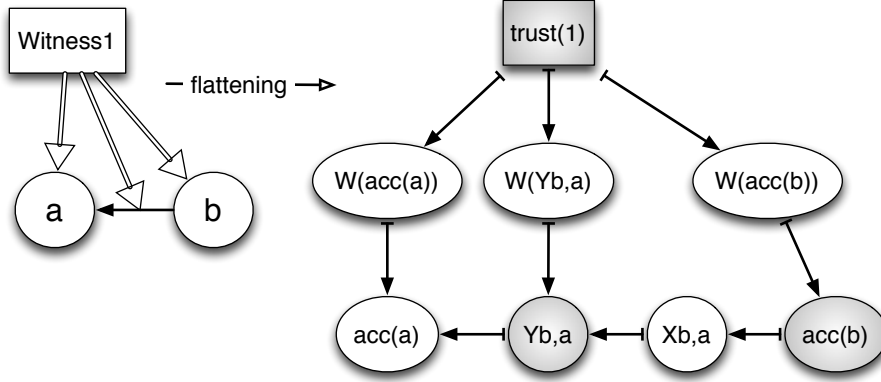 Witness1
flattening
a
b
trust(1)
W(acc(a))
W(Yb,a)
W(acc(b))
acc(a)
Yb,a
Xb,a
acc(b)